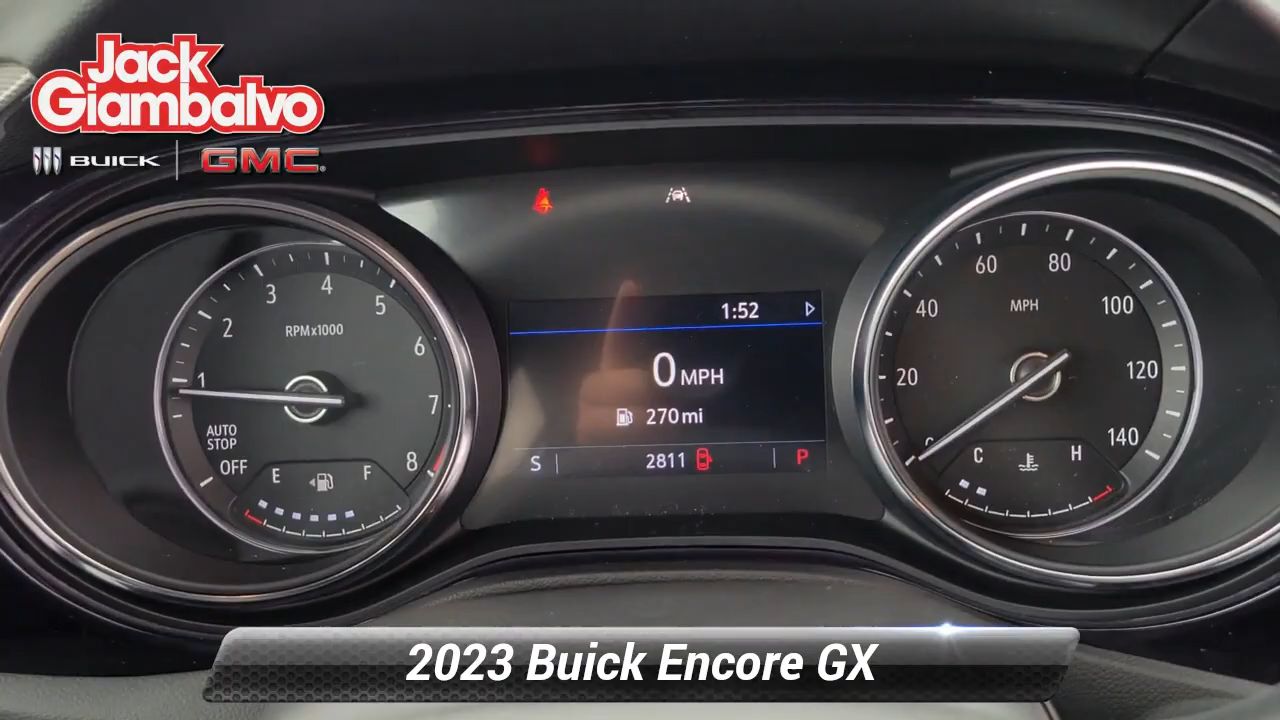 Jack
Giambalvo
BUICK
GMC
1:52
0 MPH
270 mi
S
2811
P
1
2
3
4
5
6
7
8
RPMx1000
AUTO
STOP
OFF
E
F
0
20
40
60
80
100
120
140
MPH
C
H
2023 Buick Encore GX